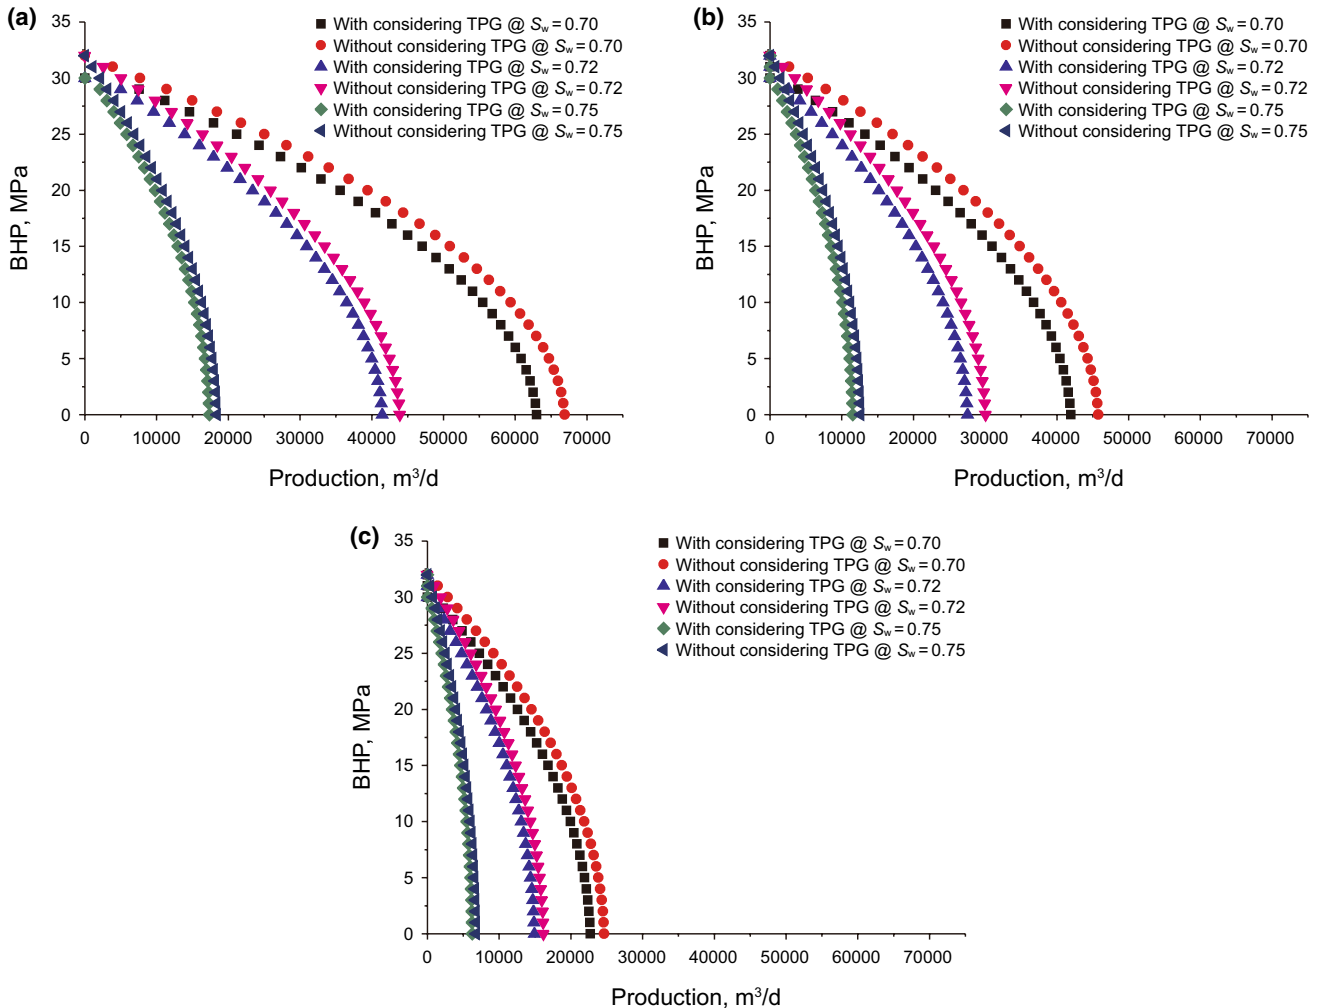 (a)
With considering TPG @ Sw = 0.70
Without considering TPG @ Sw = 0.70
With considering TPG @ Sw = 0.72
Without considering TPG @ Sw = 0.72
With considering TPG @ Sw = 0.75
Without considering TPG @ Sw = 0.75
35
30
25
20
15
10
5
0
BHP, MPa
0 10000 20000 30000 40000 50000 60000 70000
Production, m³/d
(b)
With considering TPG @ Sw = 0.70
Without considering TPG @ Sw = 0.70
With considering TPG @ Sw = 0.72
Without considering TPG @ Sw = 0.72
With considering TPG @ Sw = 0.75
Without considering TPG @ Sw = 0.75
35
30
25
20
15
10
5
0
BHP, MPa
0 10000 20000 30000 40000 50000 60000 70000
Production, m³/d
(c)
With considering TPG @ Sw = 0.70
Without considering TPG @ Sw = 0.70
With considering TPG @ Sw = 0.72
Without considering TPG @ Sw = 0.72
With considering TPG @ Sw = 0.75
Without considering TPG @ Sw = 0.75
35
30
25
20
15
10
5
0
BHP, MPa
0 10000 20000 30000 40000 50000 60000 70000
Production, m³/d